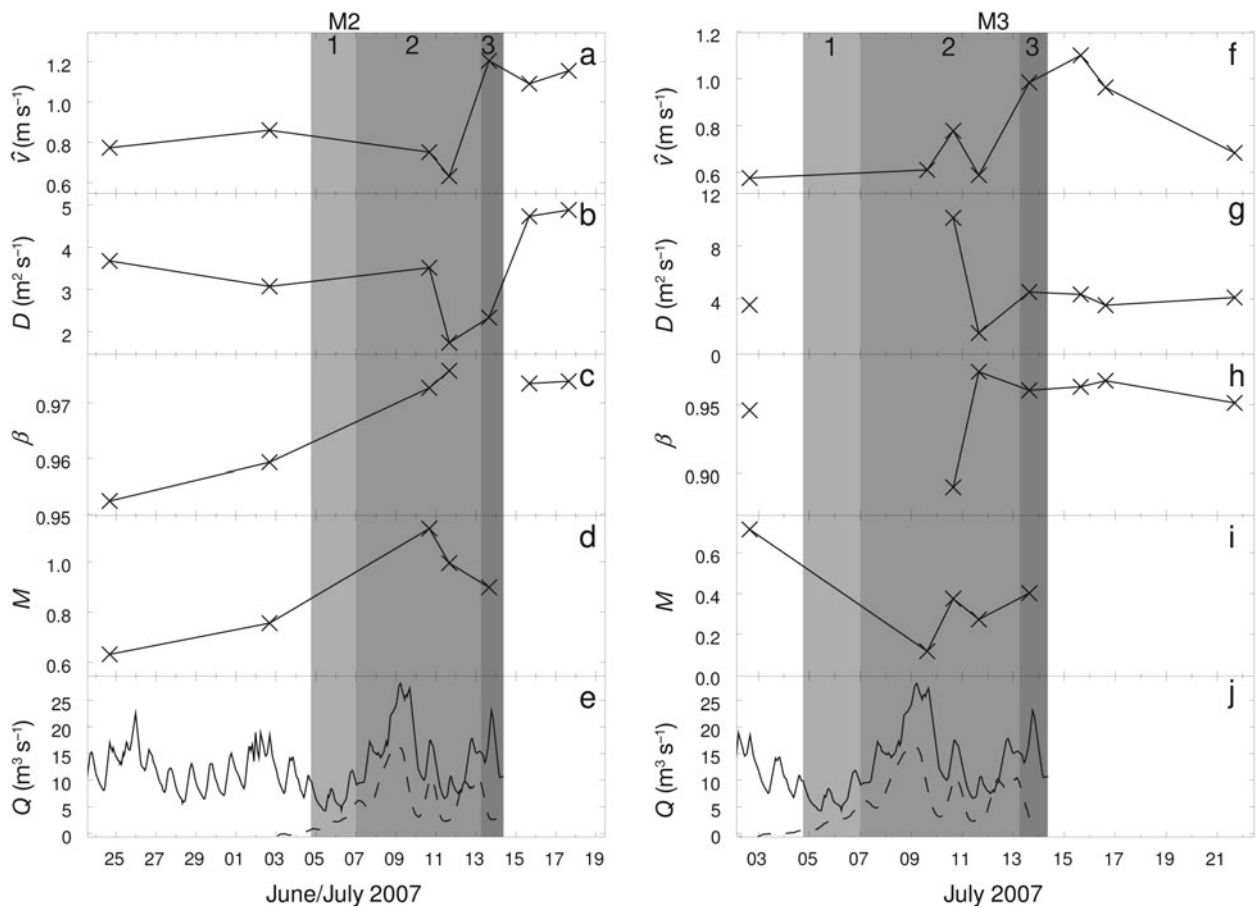 M2
1 2 3
a
v̂ (m s⁻¹)
1.2
1.0
0.8
0.6
b
D (m² s⁻¹)
5
4
3
2
c
β
0.97
0.96
0.95
d
M
1.0
0.8
0.6
e
Q (m³ s⁻¹)
25
20
15
10
5
0
25 27 29 01 03 05 07 09 11 13 15 17 19
June/July 2007
M3
1 2 3
f
v̂ (m s⁻¹)
1.2
1.0
0.8
0.6
g
D (m² s⁻¹)
12
8
4
0
h
β
0.95
0.90
i
M
0.6
0.4
0.2
0.0
j
Q (m³ s⁻¹)
25
20
15
10
5
0
03 05 07 09 11 13 15 17 19 21
July 2007